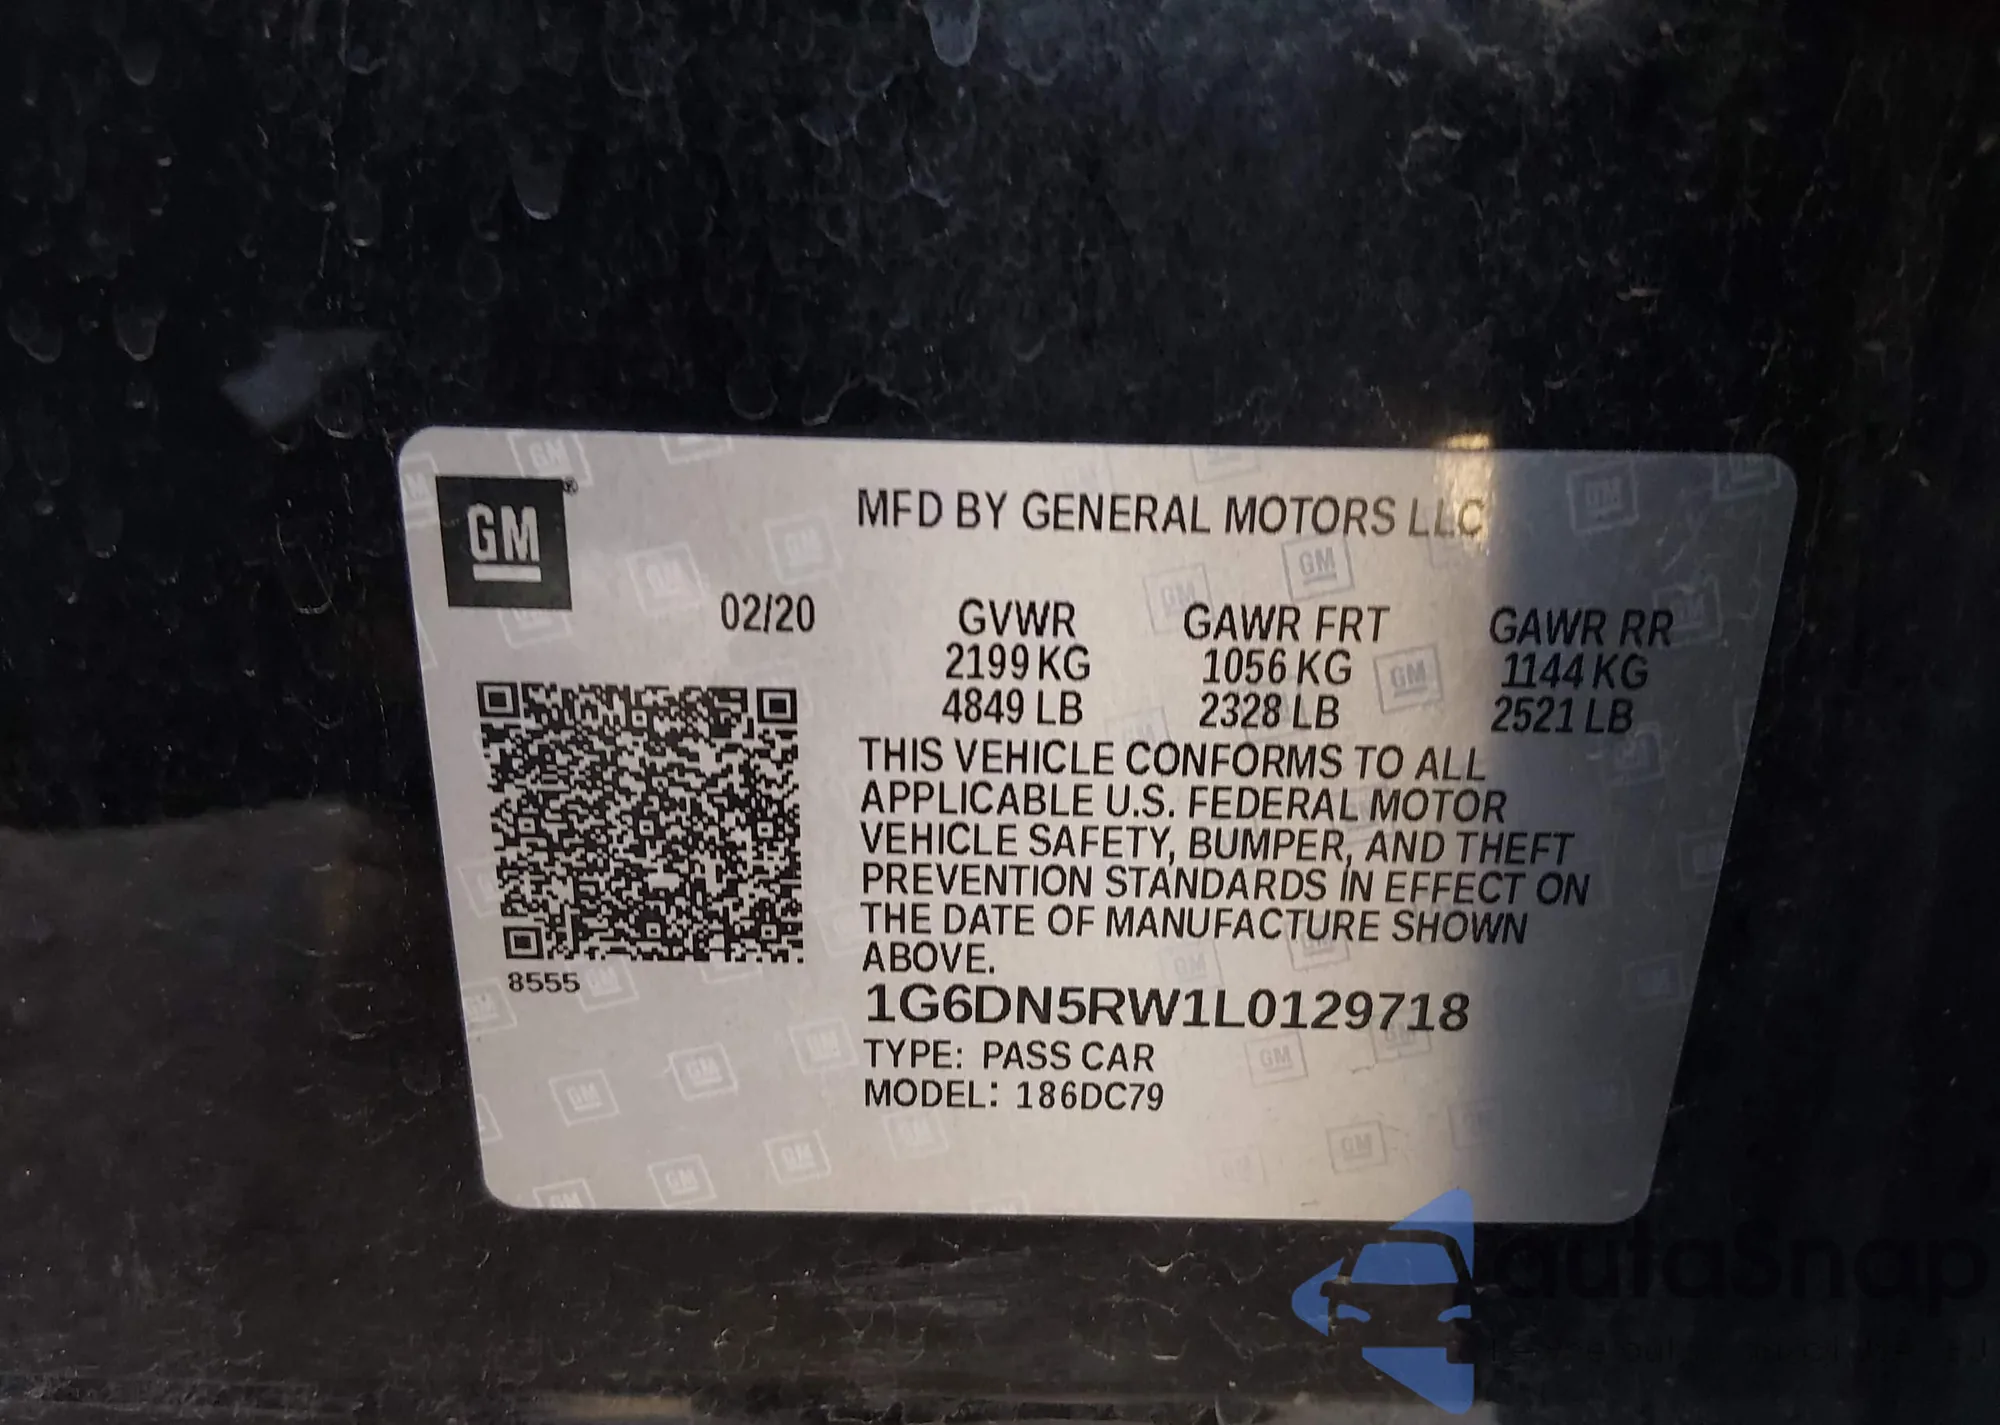 GM
MFD BY GENERAL MOTORS LLC
02/20
GVWR GAWR FRT GAWR RR
2199 KG 1056 KG 1144 KG
4849 LB 2328 LB 2521 LB
THIS VEHICLE CONFORMS TO ALL
APPLICABLE U.S. FEDERAL MOTOR
VEHICLE SAFETY, BUMPER, AND THEFT
PREVENTION STANDARDS IN EFFECT ON
THE DATE OF MANUFACTURE SHOWN
ABOVE.
8555
1G6DN5RW1L0129718
TYPE: PASS CAR
MODEL: 186DC79
autasnap